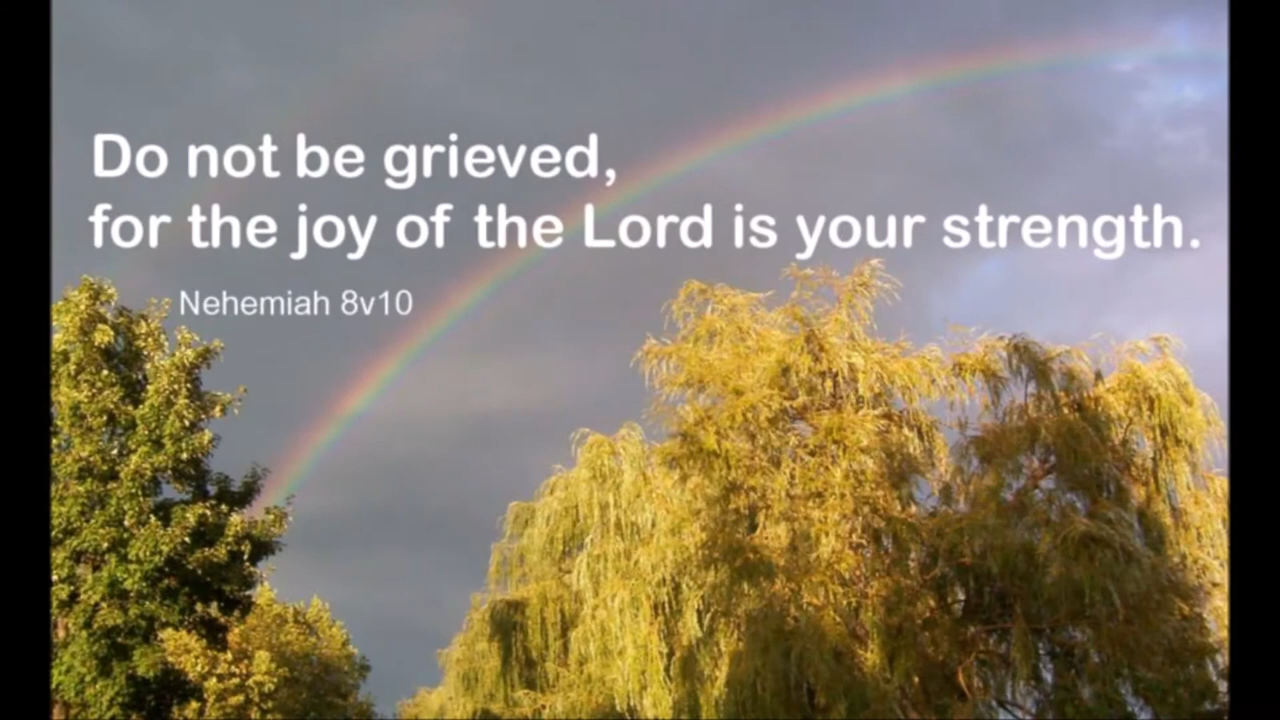 Do not be grieved,
for the joy of the Lord is your strength.
Nehemiah 8v10